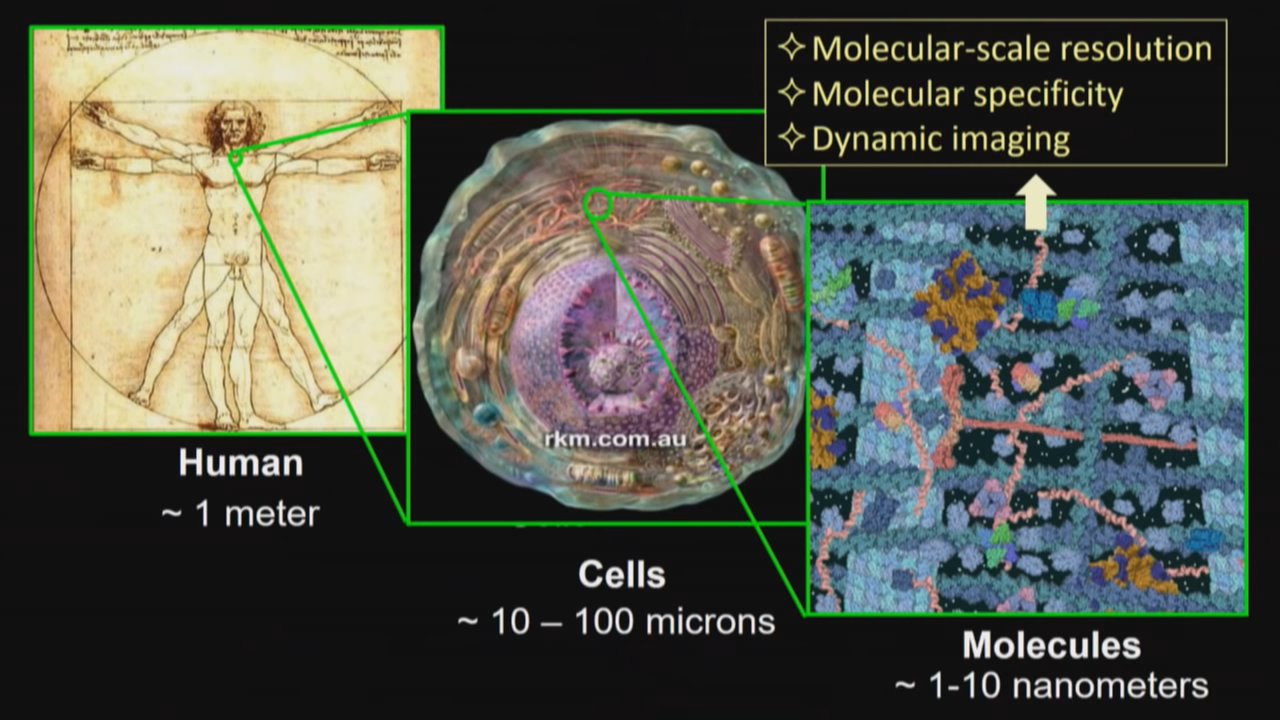 ✧ Molecular-scale resolution
✧ Molecular specificity
✧ Dynamic imaging
rkm.com.au
Human
~ 1 meter
Cells
~ 10 – 100 microns
Molecules
~ 1-10 nanometers